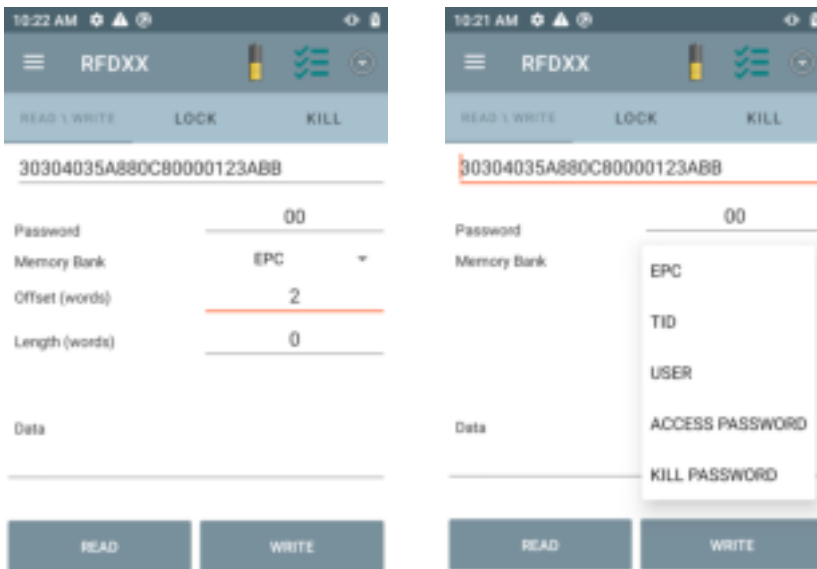 10:22 AM
RFDXX
READ \ WRITE LOCK KILL
30304035A880C80000123ABB
Password 00
Memory Bank EPC
Offset (words) 2
Length (words) 0
Data
READ WRITE
10:21 AM
RFDXX
READ \ WRITE LOCK KILL
30304035A880C80000123ABB
Password 00
Memory Bank
EPC
TID
USER
Data
ACCESS PASSWORD
KILL PASSWORD
READ WRITE